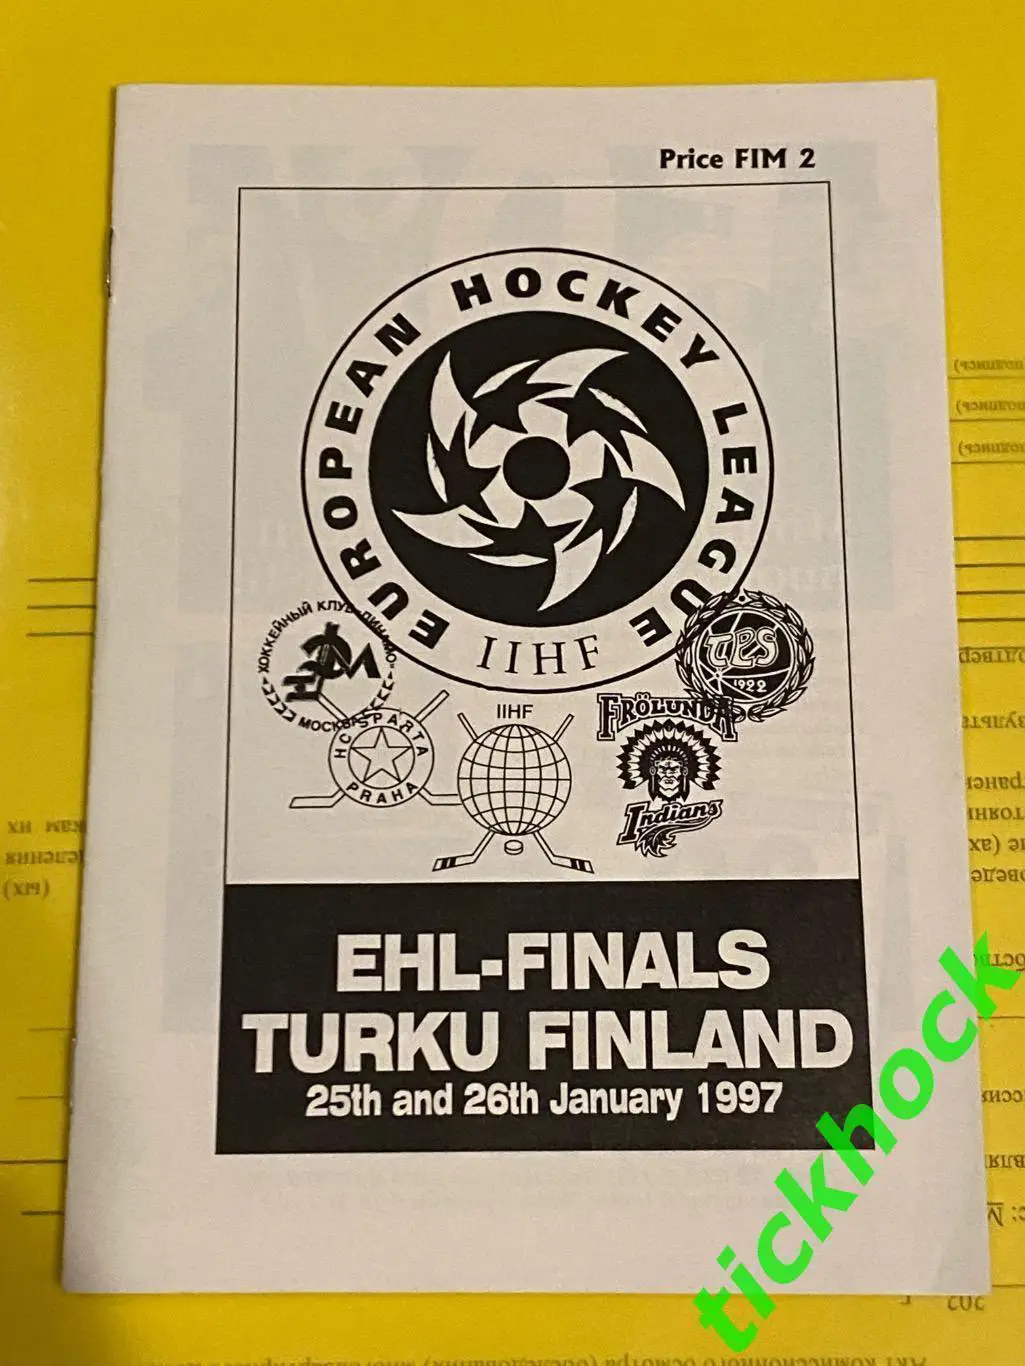 Price FIM 2
EUROPEAN HOCKEY LEAGUE
IIHF
ХОККЕЙНЫЙ КЛУБ "ДИНАМО"
МОСКВА
HC SPARTA
PRAHA
IIHF
FRÖLUNDA
Indians
TPS
1922
EHL-FINALS
TURKU FINLAND
25th and 26th January 1997
tickhock